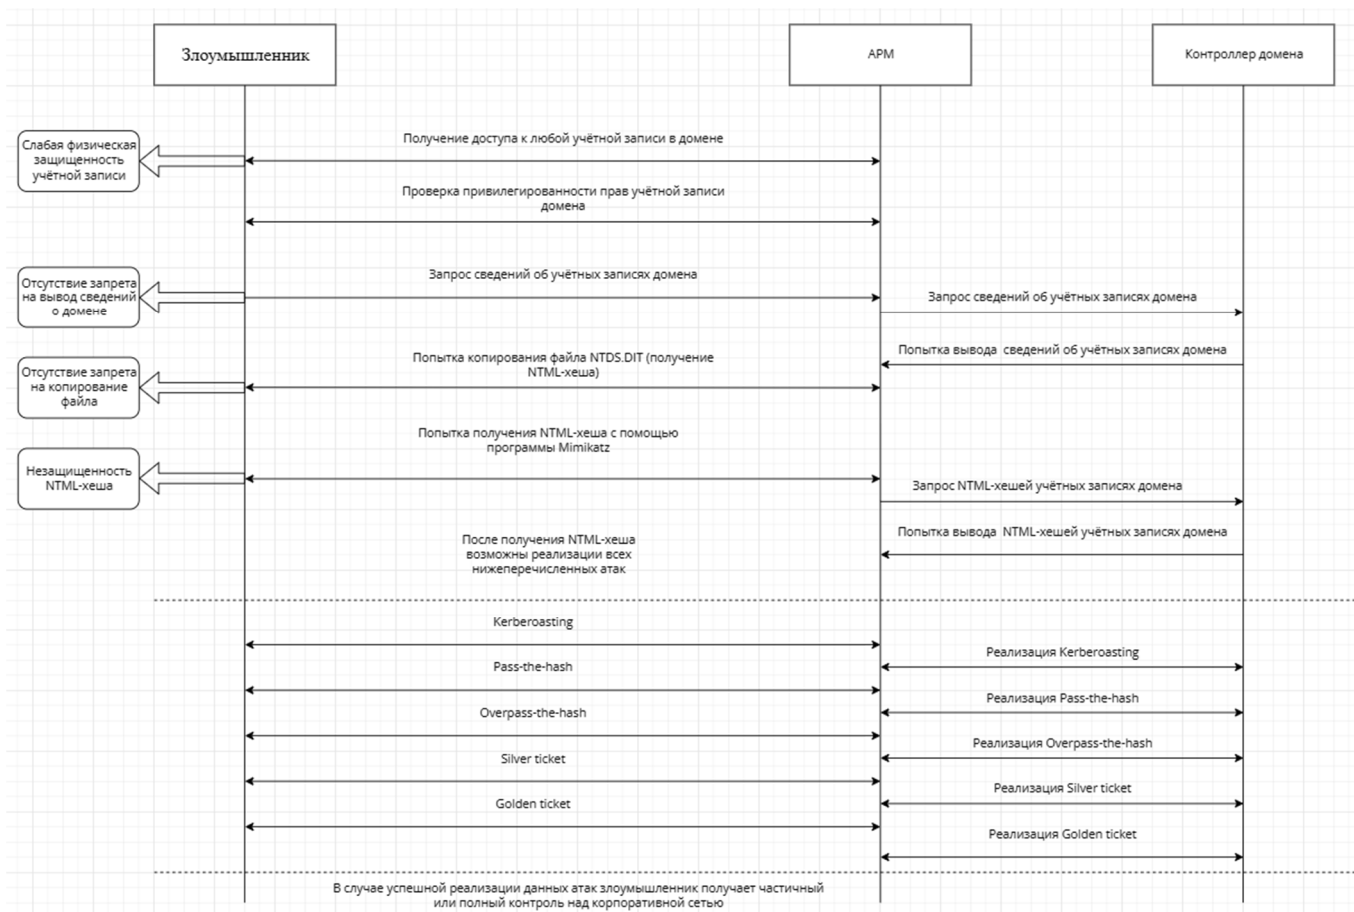 Злоумышленник
АРМ
Контроллер домена
Слабая физическая
защищенность
учётной записи
Получение доступа к любой учётной записи в домене
Проверка привилегированности прав учётной записи
домена
Отсутствие запрета
на вывод сведений
о домене
Запрос сведений об учётных записях домена
Запрос сведений об учётных записях домена
Попытка вывода сведений об учётных записях домена
Отсутствие запрета
на копирование
файла
Попытка копирования файла NTDS.DIT (получение
NTML-хеша)
Попытка получения NTML-хеша с помощью
программы Mimikatz
Незащищенность
NTML-хеша
Запрос NTML-хешей учётных записях домена
Попытка вывода NTML-хешей учётных записях домена
После получения NTML-хеша
возможны реализации всех
нижеперечисленных атак
Kerberoasting
Реализация Kerberoasting
Pass-the-hash
Реализация Pass-the-hash
Overpass-the-hash
Реализация Overpass-the-hash
Silver ticket
Реализация Silver ticket
Golden ticket
Реализация Golden ticket
В случае успешной реализации данных атак злоумышленник получает частичный
или полный контроль над корпоративной сетью